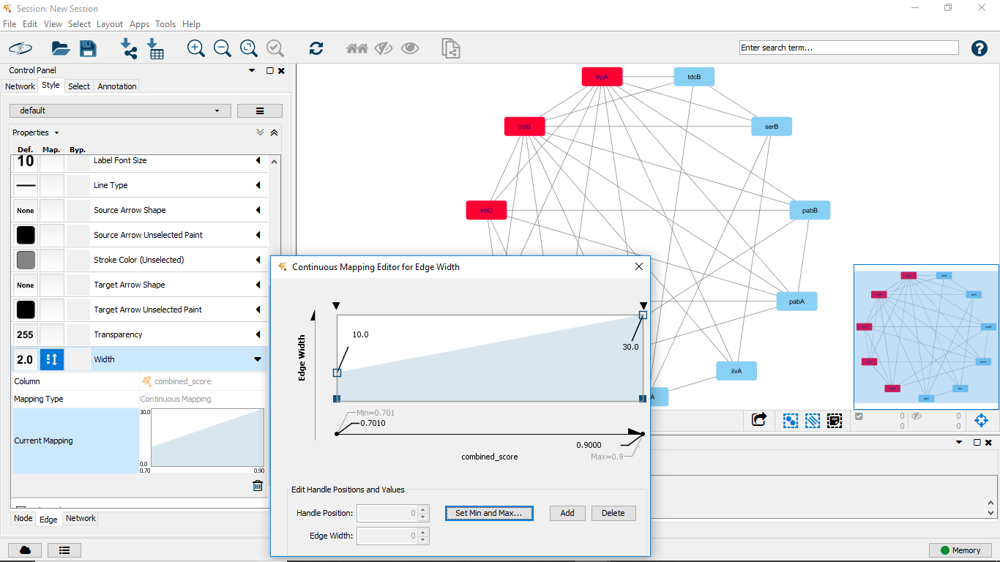 Session: New Session
File Edit View Select Layout Apps Tools Help
Enter search term...
Control Panel
Network Style Select Annotation
default
Properties
Def. Map. Byp.
10 Label Font Size
Line Type
None Source Arrow Shape
Source Arrow Unselected Paint
Stroke Color (Unselected)
None Target Arrow Shape
Target Arrow Unselected Paint
255 Transparency
2.0 Width
Column combined_score
Mapping Type Continuous Mapping
Current Mapping
30.0
0.0
0.70 0.90
Node Edge Network
trpA tdcB
trpB serB
trpC pabB
pabA
ilvA
A
Continuous Mapping Editor for Edge Width
Edge Width
10.0
30.0
Min=0.701
0.7010
0.9000
combined_score
Max=0.9
Edit Handle Positions and Values
Handle Position: 0 Set Min and Max... Add Delete
Edge Width: 0
0 0
0 0
Memory